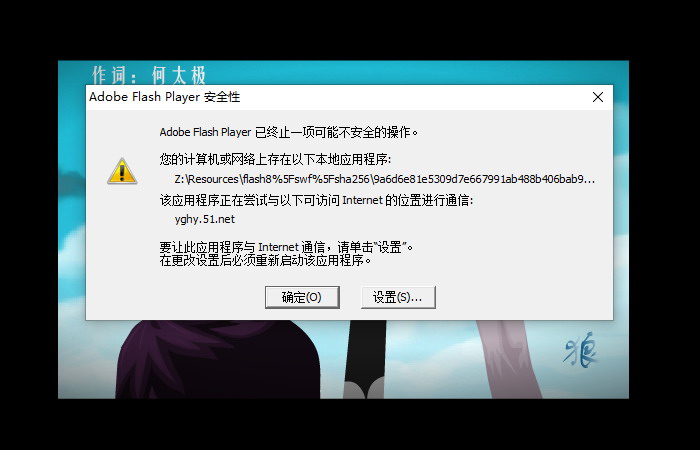 作词：何太极
Adobe Flash Player 安全性
Adobe Flash Player 已终止一项可能不安全的操作。
您的计算机或网络上存在以下本地应用程序:
Z:\Resources\flash8%5Fswf%5Fsha256\9a6d6e81e5309d7e667991ab488b406bab9...
该应用程序正在尝试与以下可访问 Internet 的位置进行通信:
yghy.51.net
要让此应用程序与 Internet 通信，请单击“设置”。
在更改设置后必须重新启动该应用程序。
确定(O)
设置(S)...
狼